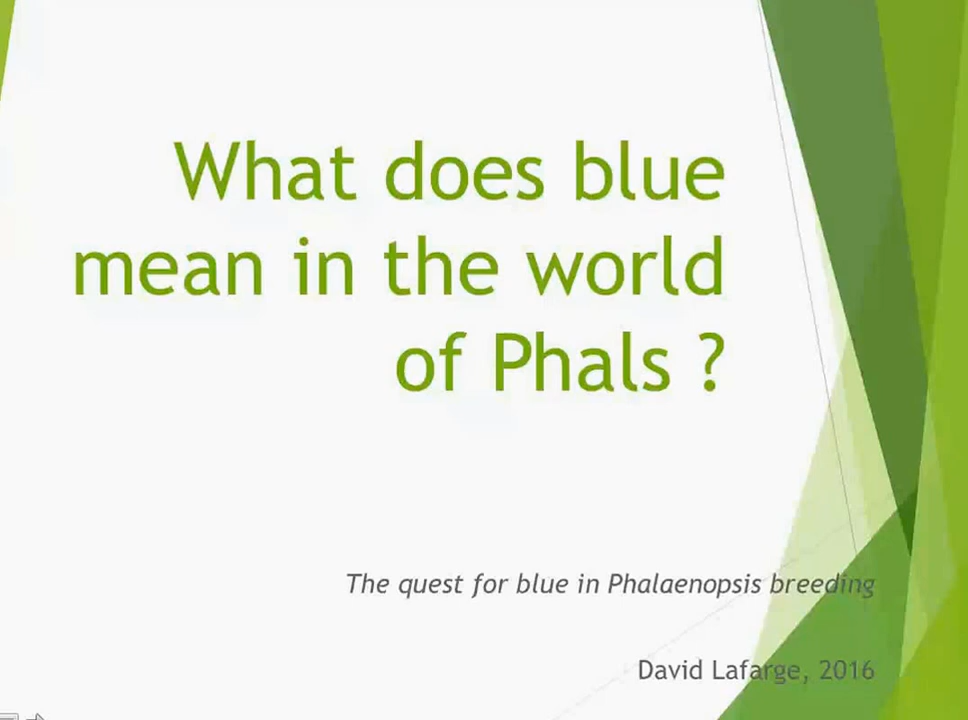 What does blue
mean in the world
of Phals ?
The quest for blue in Phalaenopsis breeding
David Lafarge, 2016